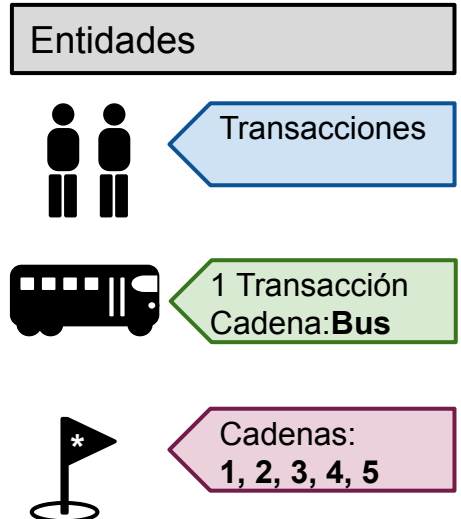 Entidades
Transacciones
1 Transacción
Cadena:Bus
*
Cadenas:
1, 2, 3, 4, 5